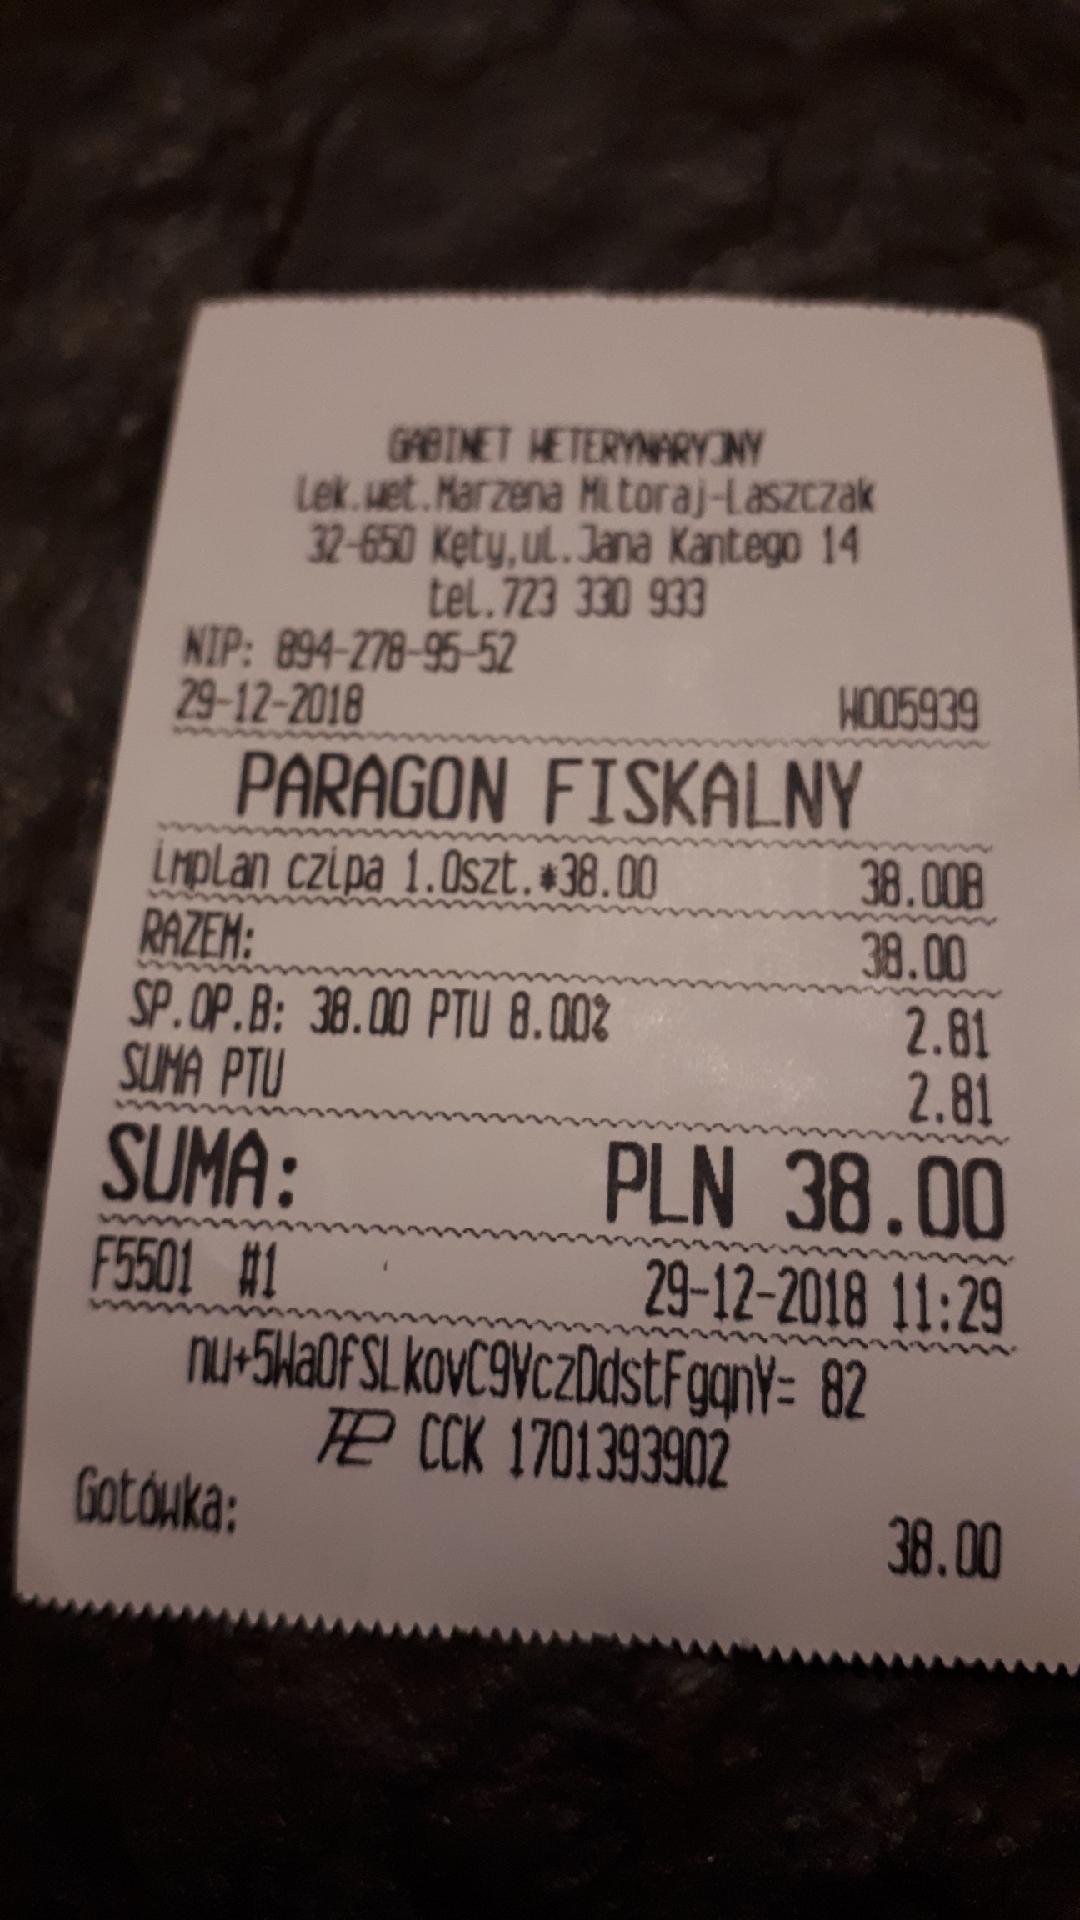 GABINET WETERYNARYJNY
Lek.wet.Marzena Mitoraj-Laszczak
32-650 Kęty,ul.Jana Kantego 14
tel.723 330 933
NIP: 894-278-95-52
29-12-2018 W005939
PARAGON FISKALNY
implan czipa 1.0szt.*38.00 38.00B
RAZEM: 38.00
SP.OP.B: 38.00 PTU 8.00% 2.81
SUMA PTU 2.81
SUMA: PLN 38.00
F5501 #1 29-12-2018 11:29
nu+5WaOfSLkovC9VczDdstFgqnY= 82
CCK 1701393902
Gotówka: 38.00